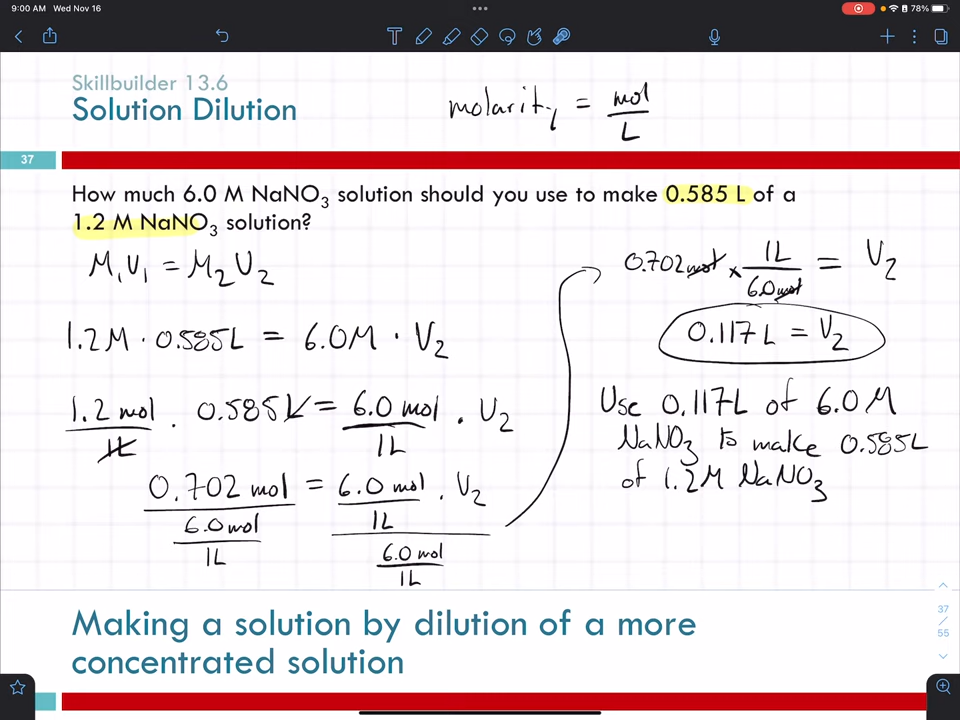 9:00 AM Wed Nov 16
78%
Skillbuilder 13.6
Solution Dilution
molarity = mol
L
37
How much 6.0 M NaNO3 solution should you use to make 0.585 L of a
1.2 M NaNO3 solution?
M1V1 = M2V2
1.2M · 0.585L = 6.0M · V2
1.2 mol · 0.585L = 6.0 mol · V2
1L 1L
0.702 mol = 6.0 mol · V2
1L
6.0 mol 6.0 mol
1L 1L
0.702 mol × 1L = V2
6.0 mol
0.117L = V2
Use 0.117L of 6.0M
NaNO3 to make 0.585L
of 1.2M NaNO3
Making a solution by dilution of a more
concentrated solution
37
/
55